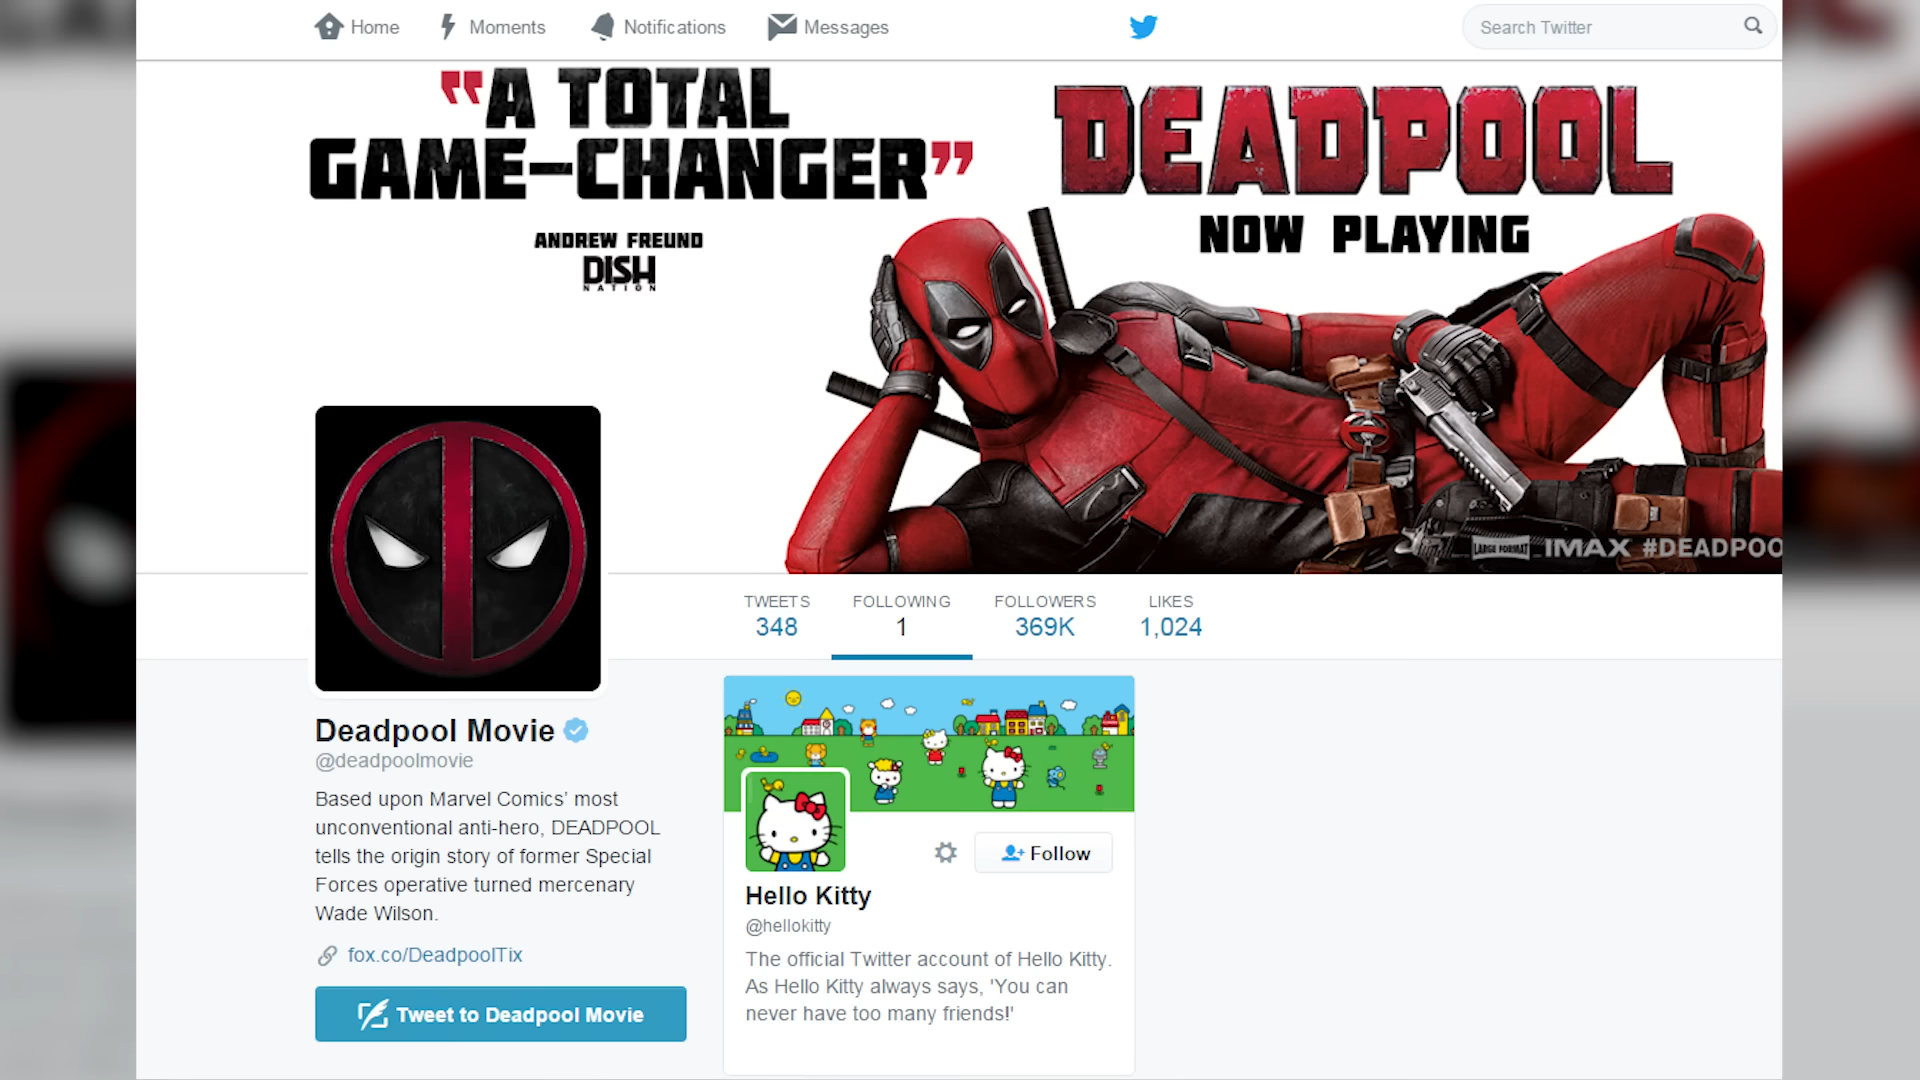 Home Moments Notifications Messages Search Twitter
"A TOTAL
GAME-CHANGER"
ANDREW FREUND
DISH
NATION
DEADPOOL
NOW PLAYING
LARGE FORMAT IMAX #DEADPOO
TWEETS FOLLOWING FOLLOWERS LIKES
348 1 369K 1,024
Deadpool Movie
@deadpoolmovie
Based upon Marvel Comics’ most
unconventional anti-hero, DEADPOOL
tells the origin story of former Special
Forces operative turned mercenary
Wade Wilson.
fox.co/DeadpoolTix
Tweet to Deadpool Movie
Follow
Hello Kitty
@hellokitty
The official Twitter account of Hello Kitty.
As Hello Kitty always says, 'You can
never have too many friends!'